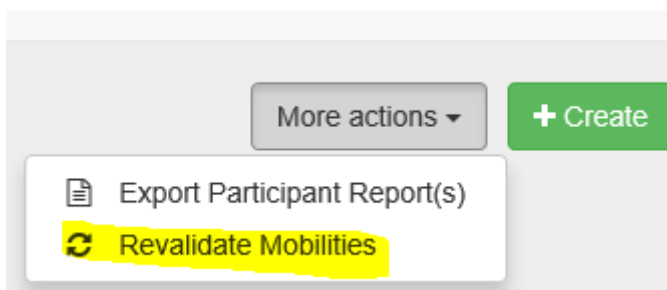 More actions
+ Create
Export Participant Report(s)
Revalidate Mobilities